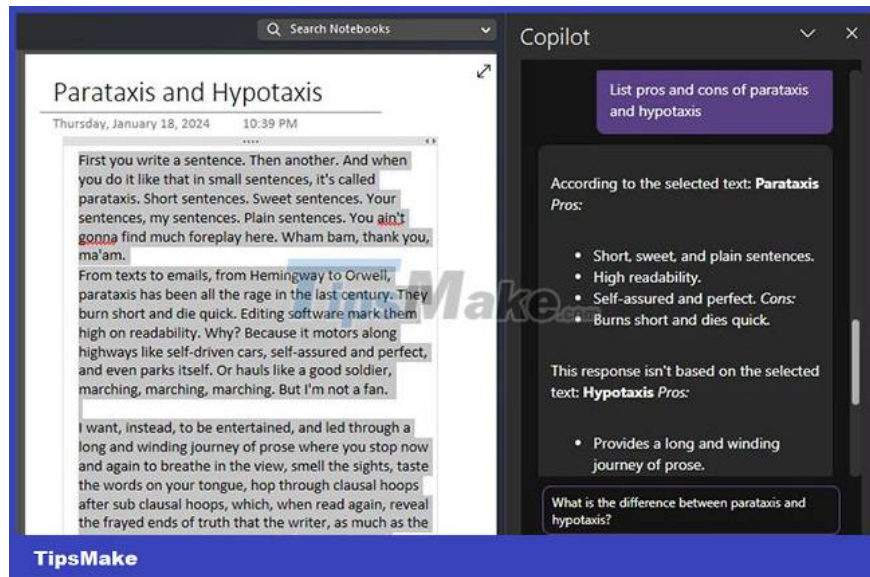 Search Notebooks
Parataxis and Hypotaxis
Thursday, January 18, 2024 10:39 PM
First you write a sentence. Then another. And when
you do it like that in small sentences, it's called
parataxis. Short sentences. Sweet sentences. Your
sentences, my sentences. Plain sentences. You ain't
gonna find much foreplay here. Wham bam, thank you,
ma'am.
From texts to emails, from Hemingway to Orwell,
parataxis has been all the rage in the last century. They
burn short and die quick. Editing software mark them
high on readability. Why? Because it motors along
highways like self-driven cars, self-assured and perfect,
and even parks itself. Or hauls like a good soldier,
marching, marching, marching. But I'm not a fan.
I want, instead, to be entertained, and led through a
long and winding journey of prose where you stop now
and again to breathe in the view, smell the sights, taste
the words on your tongue, hop through clausal hoops
after sub clausal hoops, which, when read again, reveal
the frayed ends of truth that the writer, as much as the
Copilot
List pros and cons of parataxis
and hypotaxis
According to the selected text: Parataxis
Pros:
• Short, sweet, and plain sentences.
• High readability.
• Self-assured and perfect. Cons:
• Burns short and dies quick.
This response isn't based on the selected
text: Hypotaxis Pros:
• Provides a long and winding
journey of prose.
What is the difference between parataxis and
hypotaxis?
TipsMake.com
TipsMake